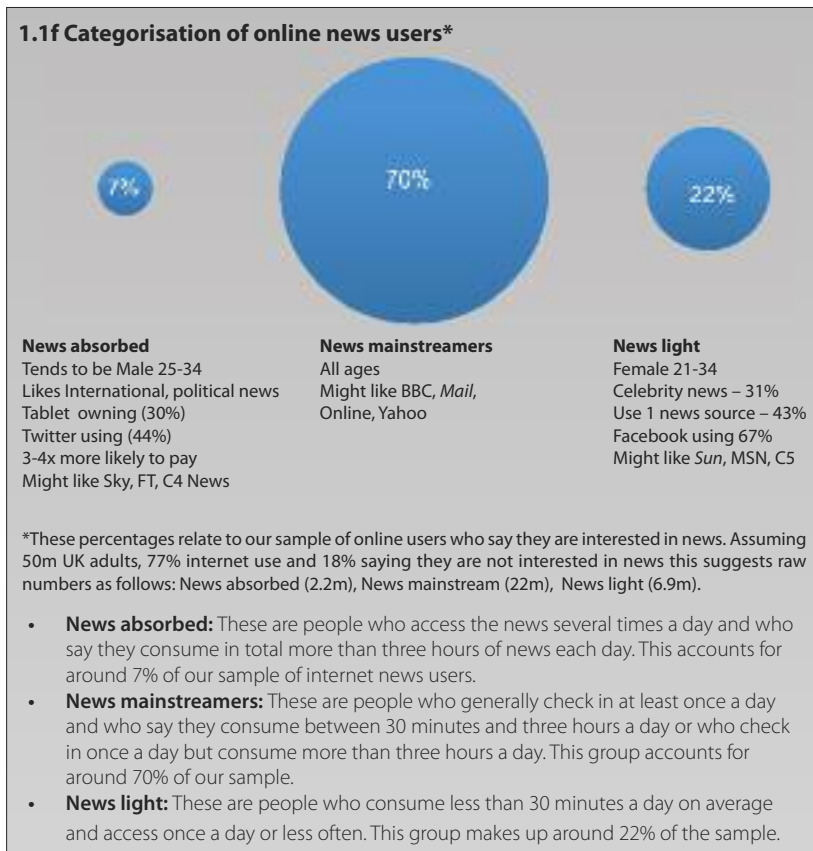 1.1f Categorisation of online news users*
7%
70%
22%
News absorbed
Tends to be Male 25-34
Likes International, political news
Tablet owning (30%)
Twitter using (44%)
3-4x more likely to pay
Might like Sky, FT, C4 News
News mainstreamers
All ages
Might like BBC, Mail,
Online, Yahoo
News light
Female 21-34
Celebrity news – 31%
Use 1 news source – 43%
Facebook using 67%
Might like Sun, MSN, C5
*These percentages relate to our sample of online users who say they are interested in news. Assuming
50m UK adults, 77% internet use and 18% saying they are not interested in news this suggests raw
numbers as follows: News absorbed (2.2m), News mainstream (22m), News light (6.9m).
• News absorbed: These are people who access the news several times a day and who
say they consume in total more than three hours of news each day. This accounts for
around 7% of our sample of internet news users.
• News mainstreamers: These are people who generally check in at least once a day
and who say they consume between 30 minutes and three hours a day or who check
in once a day but consume more than three hours a day. This group accounts for
around 70% of our sample.
• News light: These are people who consume less than 30 minutes a day on average
and access once a day or less often. This group makes up around 22% of the sample.